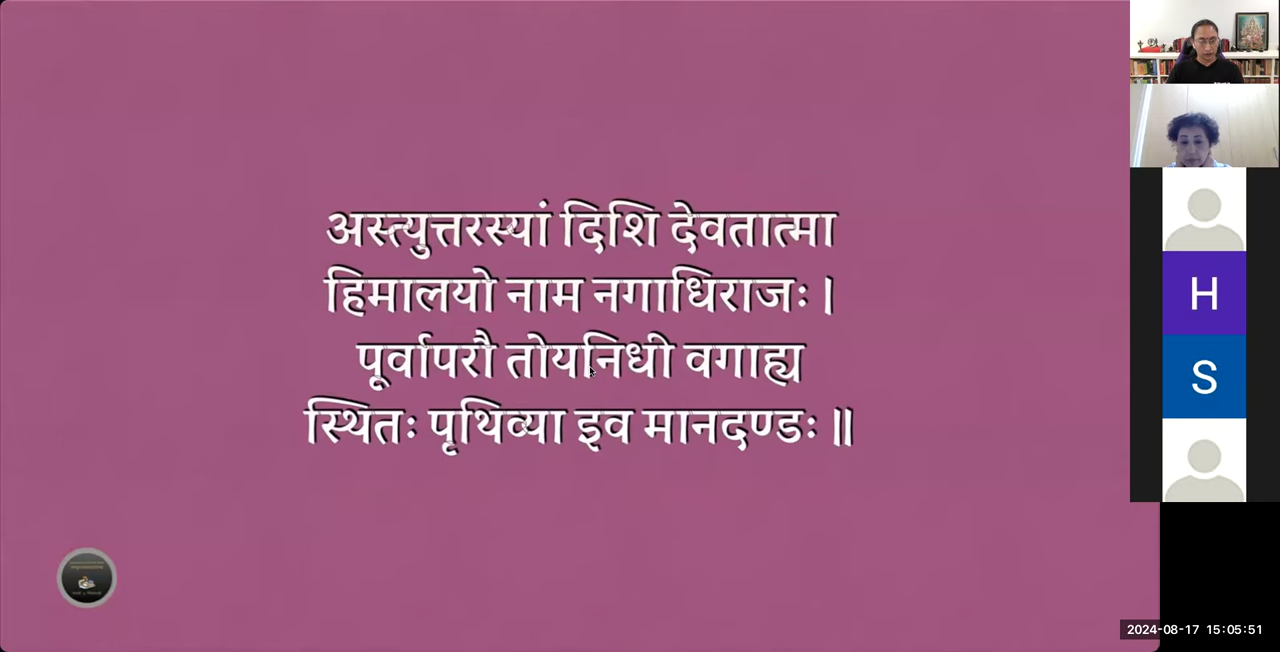 अस्त्युत्तरस्यां दिशि देवतात्मा
हिमालयो नाम नगाधिराजः।
पूर्वापरौ तोयनिधी वगाह्य
स्थितः पृथिव्या इव मानदण्डः॥
H
S
2024-08-17 15:05:51